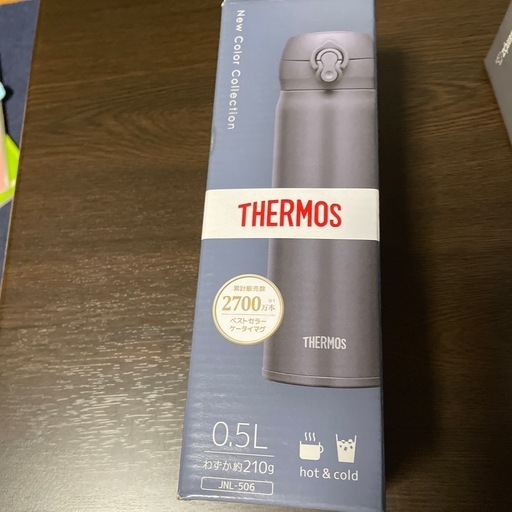 New Color Collection
THERMOS
累計販売数
2700万本※1
ベストセラー
ケータイマグ
THERMOS
0.5L
わずか約210g
JNL-506
hot & cold